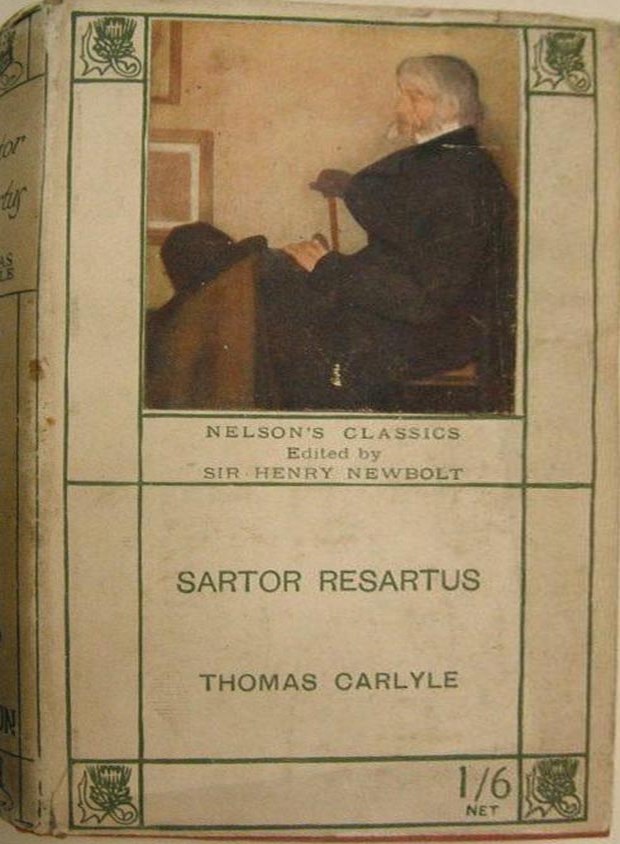 NELSON'S CLASSICS
Edited by
SIR HENRY NEWBOLT
SARTOR RESARTUS
THOMAS CARLYLE
1/6
NET